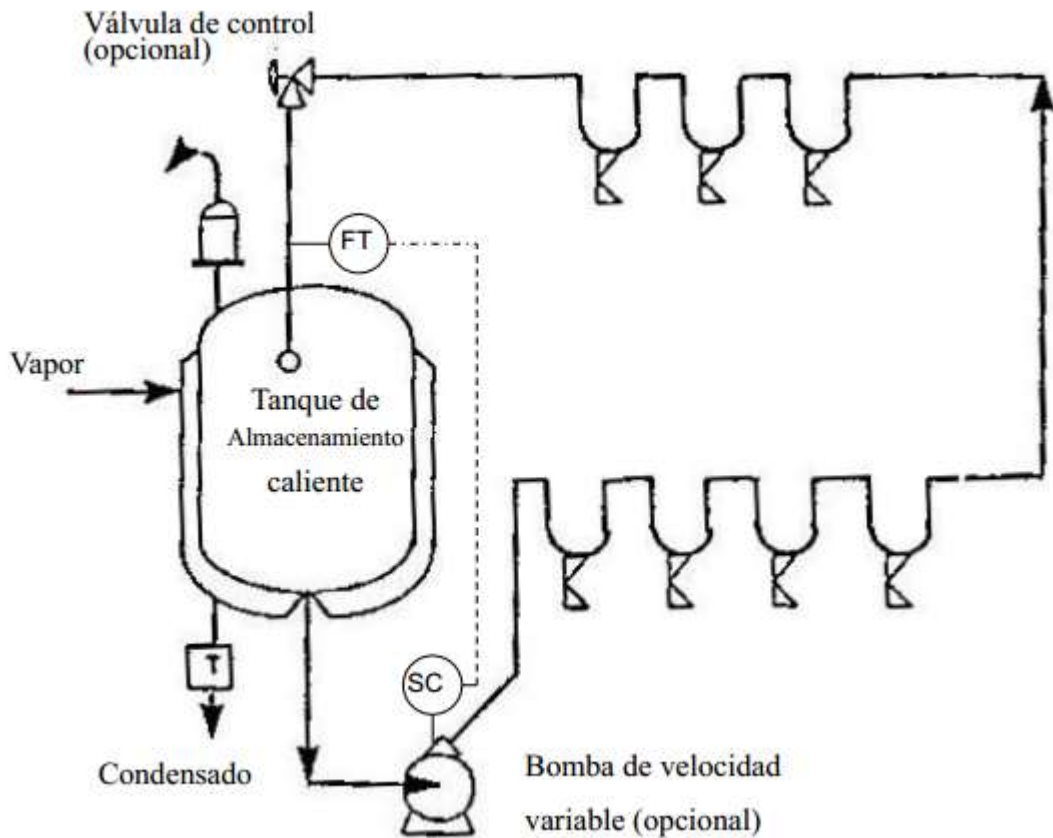 Válvula de control
(opcional)
FT
Vapor
Tanque de
Almacenamiento
caliente
T
SC
Condensado
Bomba de velocidad
variable (opcional)